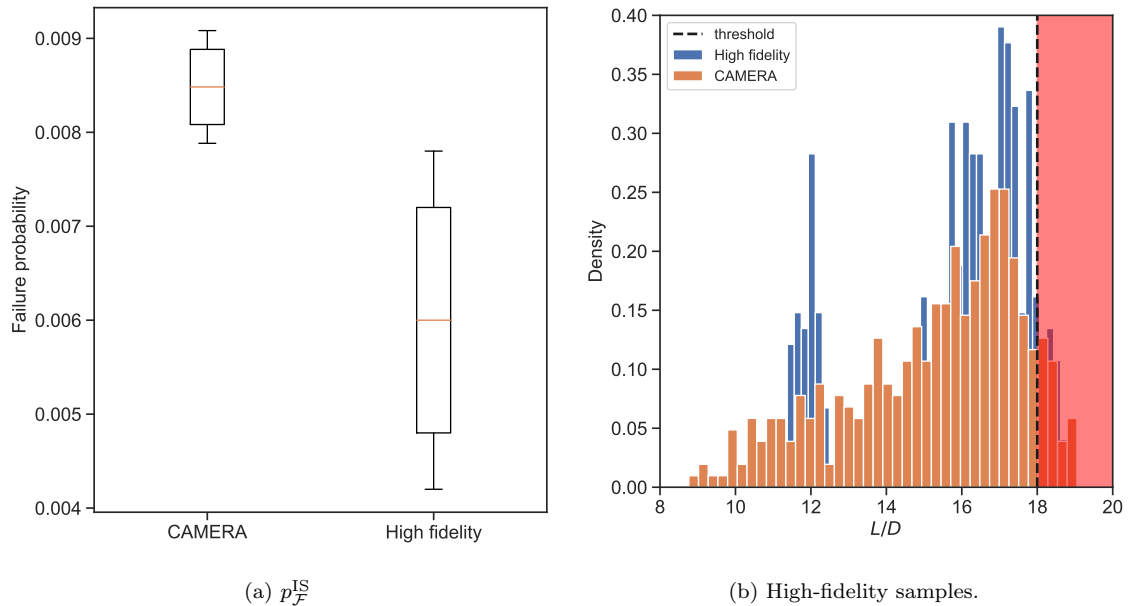 0.009
0.008
0.007
0.006
0.005
0.004
Failure probability
CAMERA
High fidelity
(a) p_F^IS
0.40
0.35
0.30
0.25
0.20
0.15
0.10
0.05
0.00
Density
threshold
High fidelity
CAMERA
8
10
12
14
16
18
20
L/D
(b) High-fidelity samples.